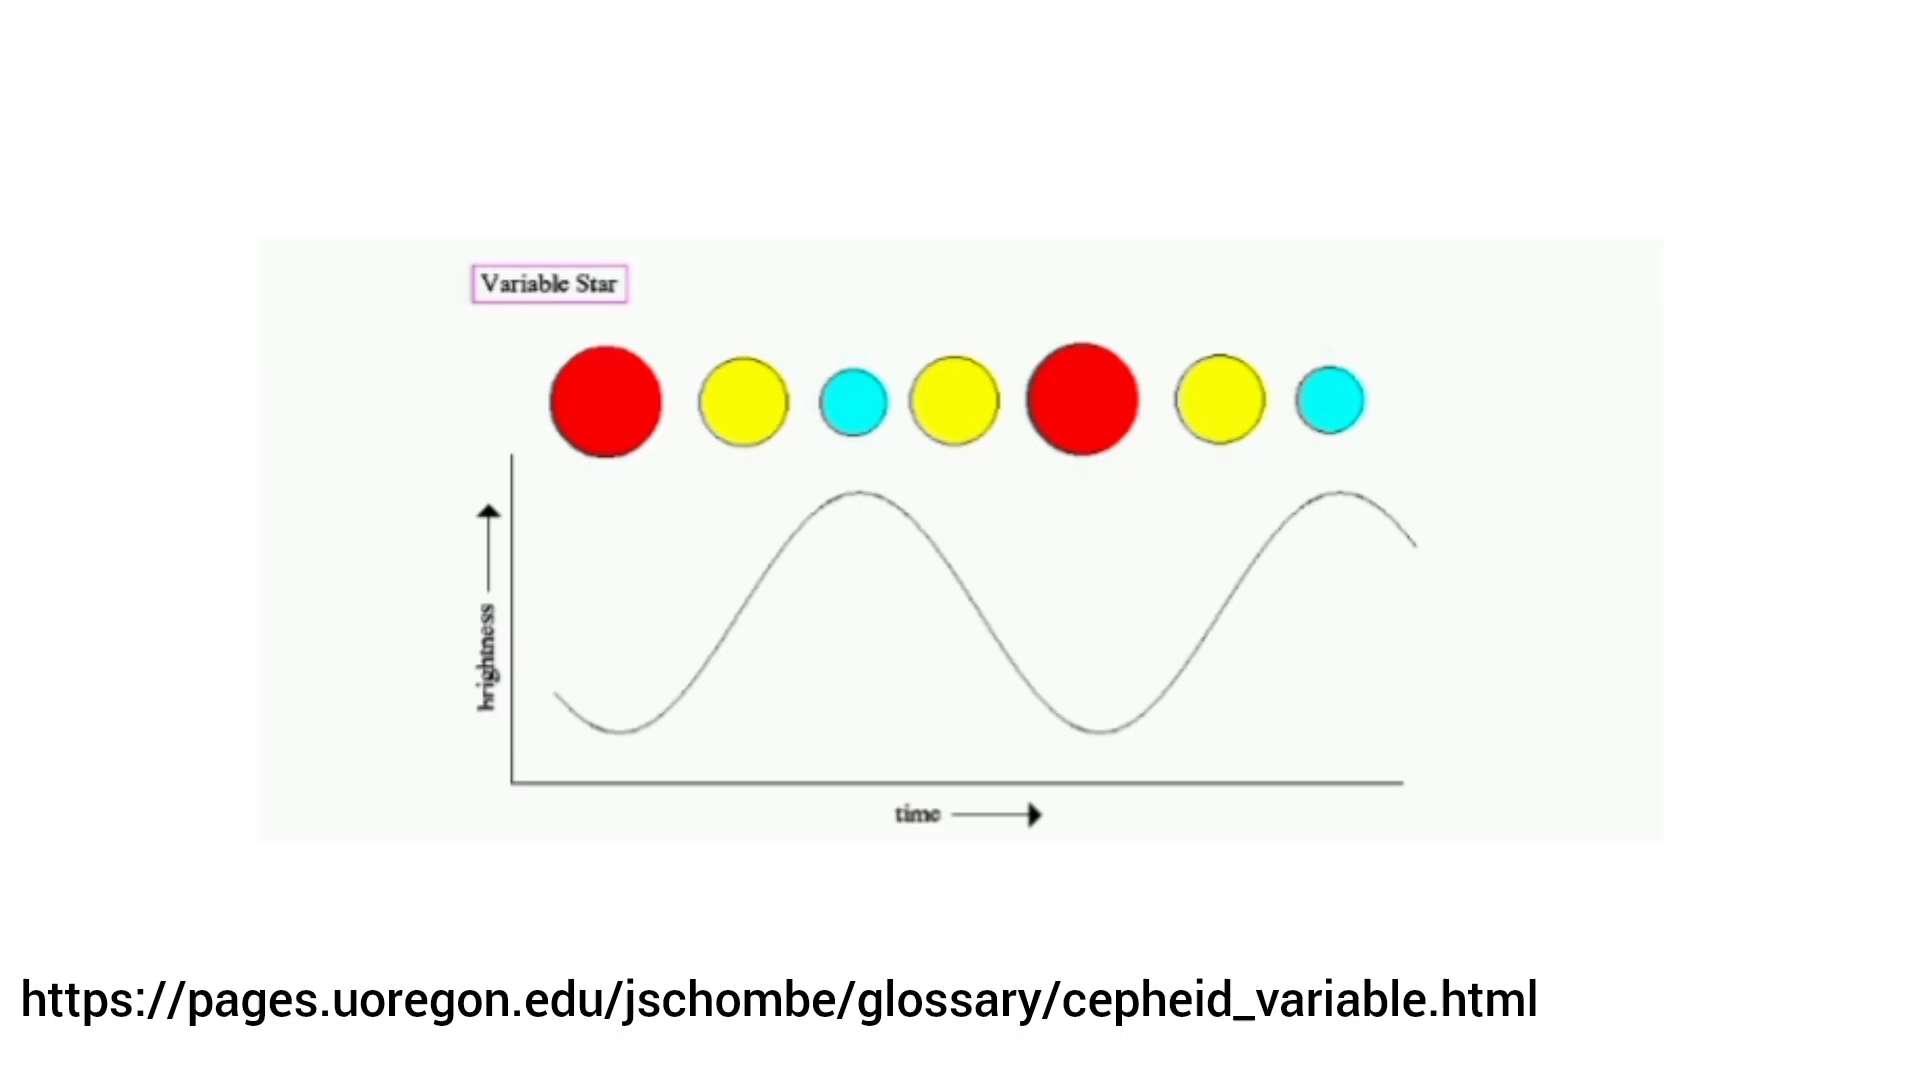 Variable Star
brightness
time
https://pages.uoregon.edu/jschombe/glossary/cepheid_variable.html